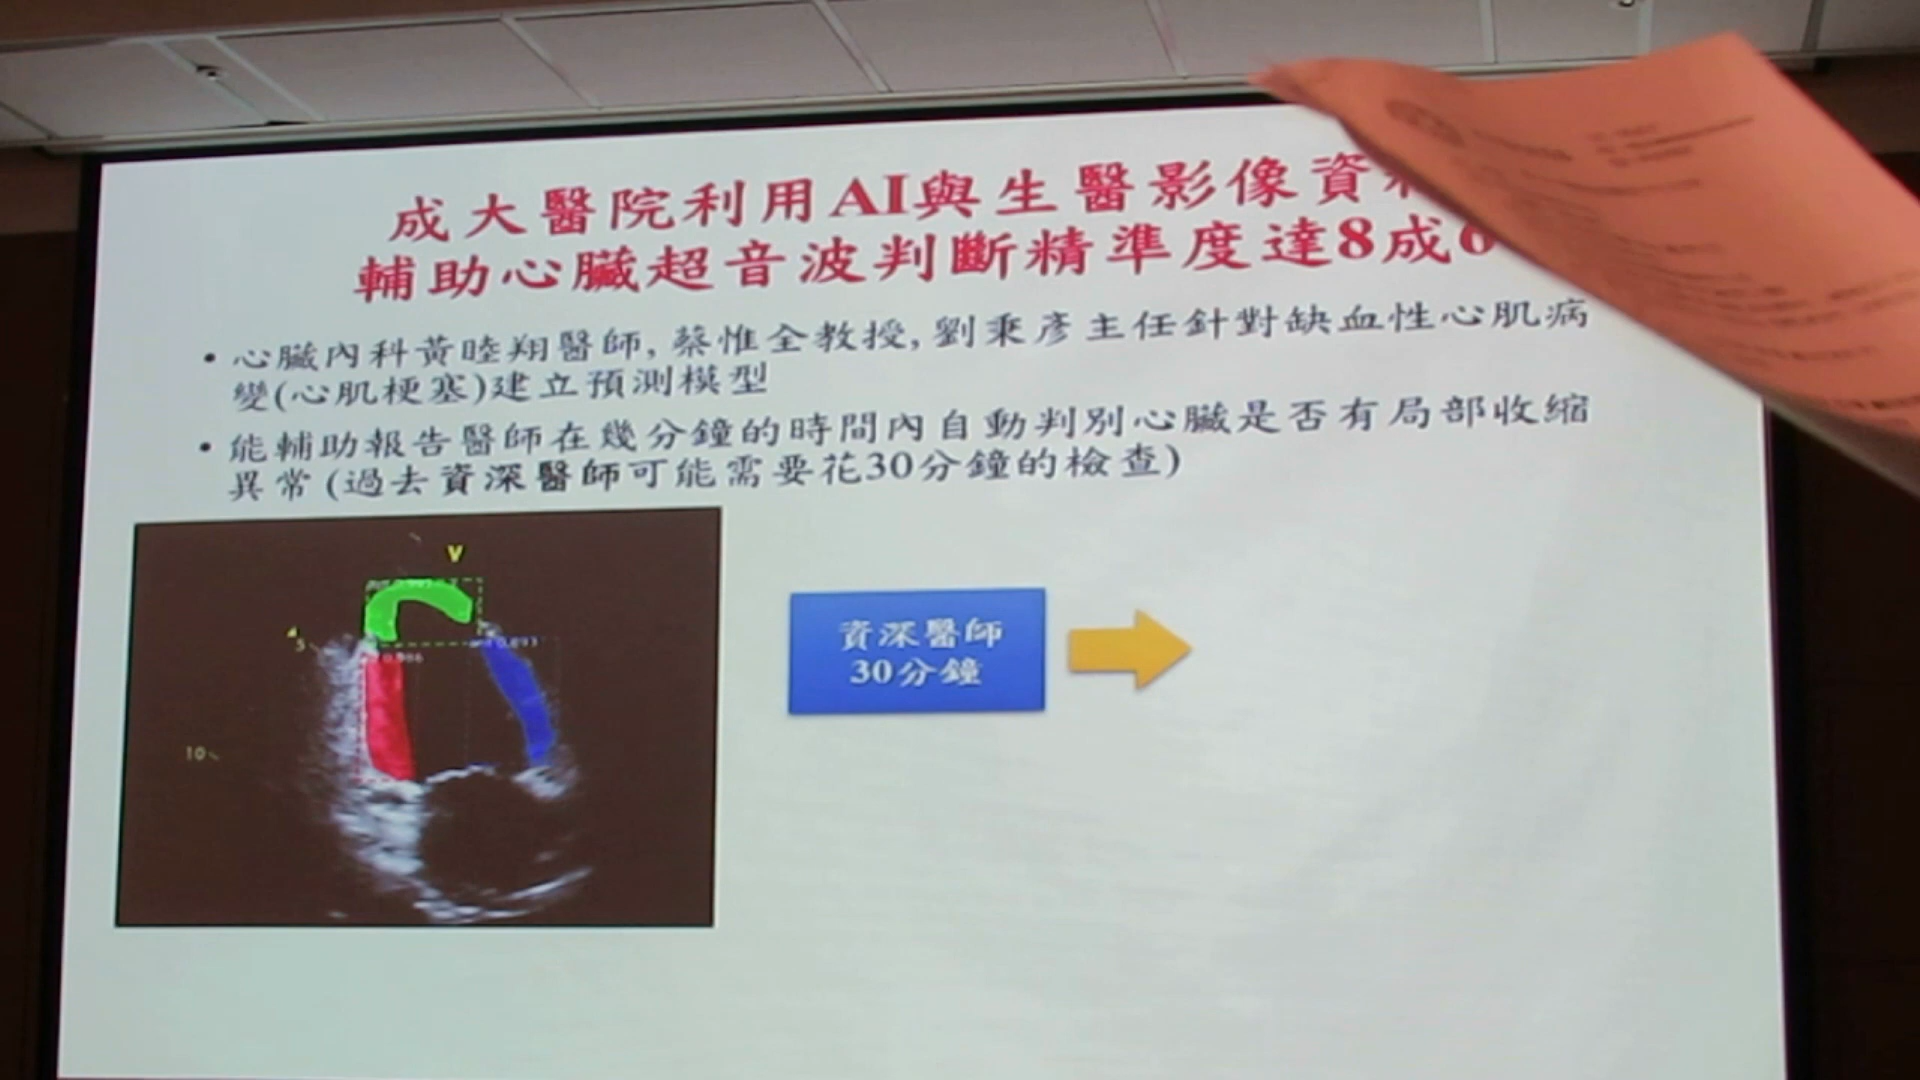 成大醫院利用AI與生醫影像資
輔助心臟超音波判斷精準度達8成6
• 心臟內科黃睦翔醫師, 蔡惟全教授, 劉秉彥主任針對缺血性心肌病
變(心肌梗塞)建立預測模型
• 能輔助報告醫師在幾分鐘的時間內自動判別心臟是否有局部收縮
異常 (過去資深醫師可能需要花30分鐘的檢查)
V
5
10
資深醫師
30分鐘